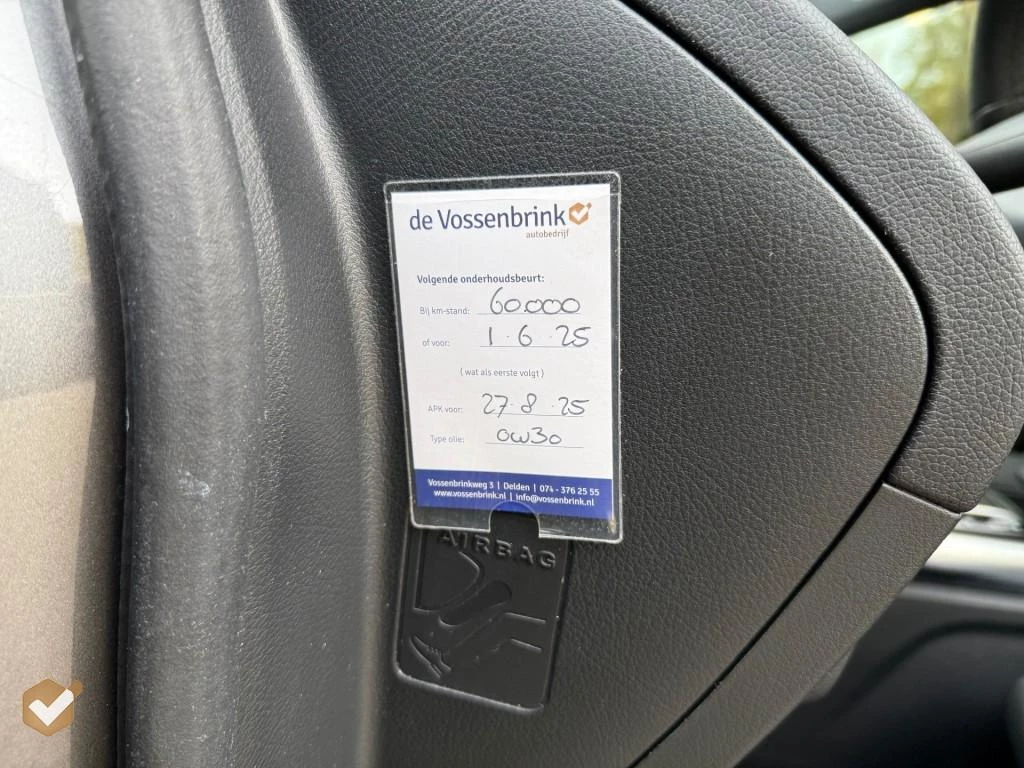 de Vossenbrink
autobedrijf
Volgende onderhoudsbeurt:
Bij km-stand: 60.000
of voor: 1·6·25
(wat als eerste volgt)
APK voor: 27·8·25
Type olie: 0w30
Vossenbrinkweg 3 | Delden | 074 - 376 25 55
www.vossenbrink.nl | info@vossenbrink.nl
AIRBAG